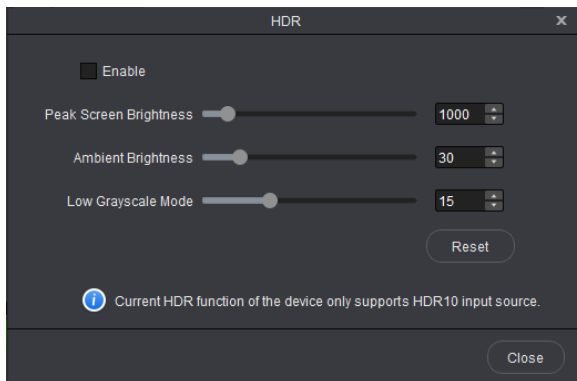 HDR
x
Enable
Peak Screen Brightness 1000
Ambient Brightness 30
Low Grayscale Mode 15
Reset
Current HDR function of the device only supports HDR10 input source.
Close